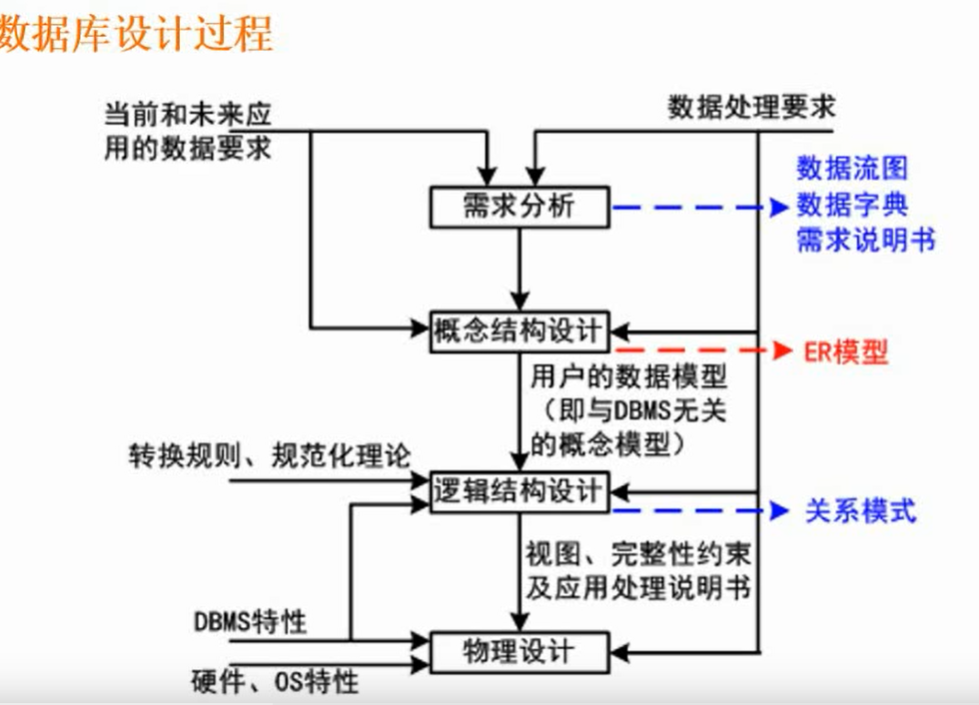 数据库设计过程
当前和未来应
用的数据要求
数据处理要求
数据流图
需求分析
数据字典
需求说明书
概念结构设计
ER模型
用户的数据模型
（即与DBMS无关
的概念模型）
转换规则、规范化理论
逻辑结构设计
关系模式
视图、完整性约束
及应用处理说明书
DBMS特性
物理设计
硬件、OS特性